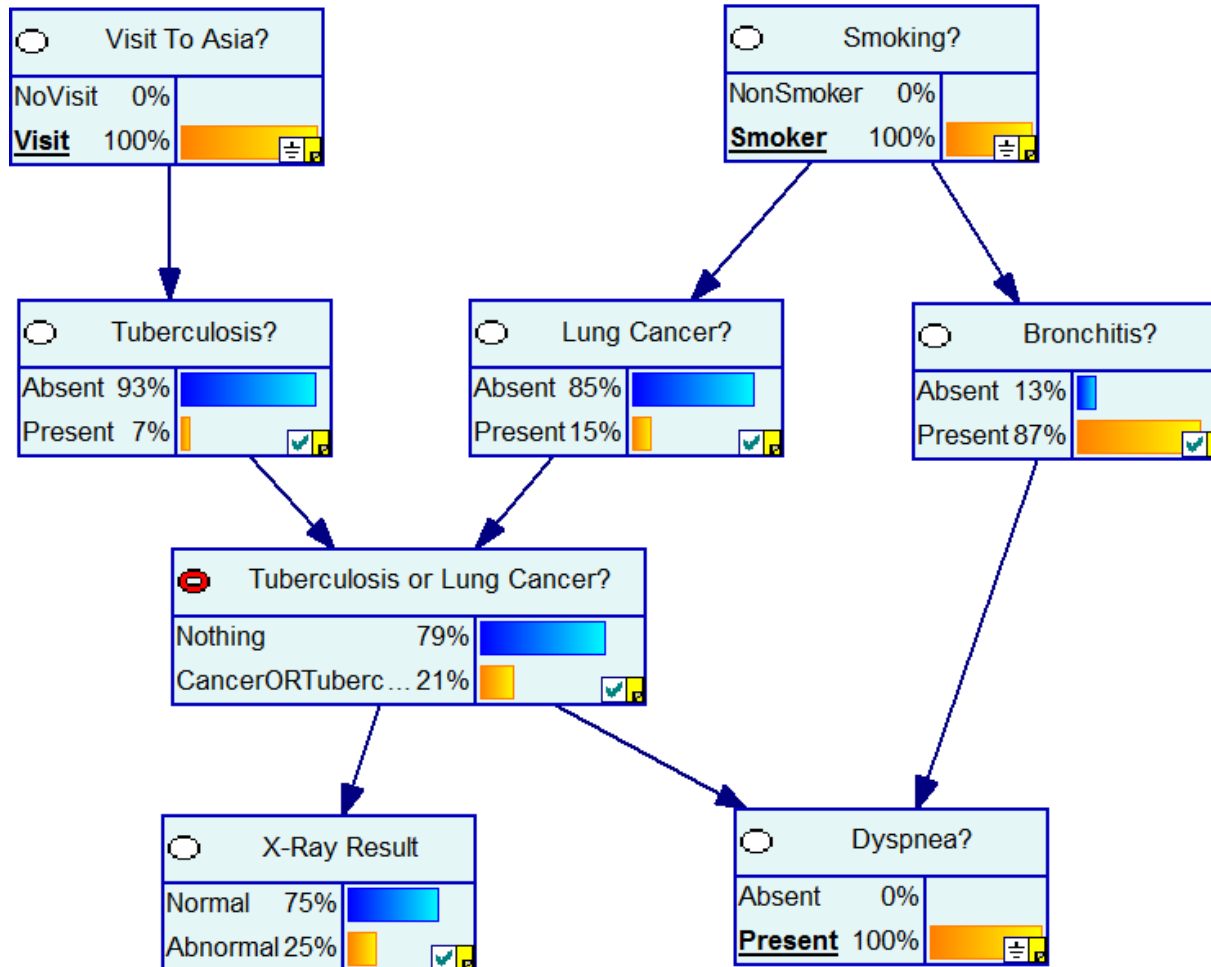 Visit To Asia?
NoVisit 0%
Visit 100%
Smoking?
NonSmoker 0%
Smoker 100%
Tuberculosis?
Absent 93%
Present 7%
Lung Cancer?
Absent 85%
Present 15%
Bronchitis?
Absent 13%
Present 87%
Tuberculosis or Lung Cancer?
Nothing 79%
CancerORTuberc... 21%
X-Ray Result
Normal 75%
Abnormal 25%
Dyspnea?
Absent 0%
Present 100%